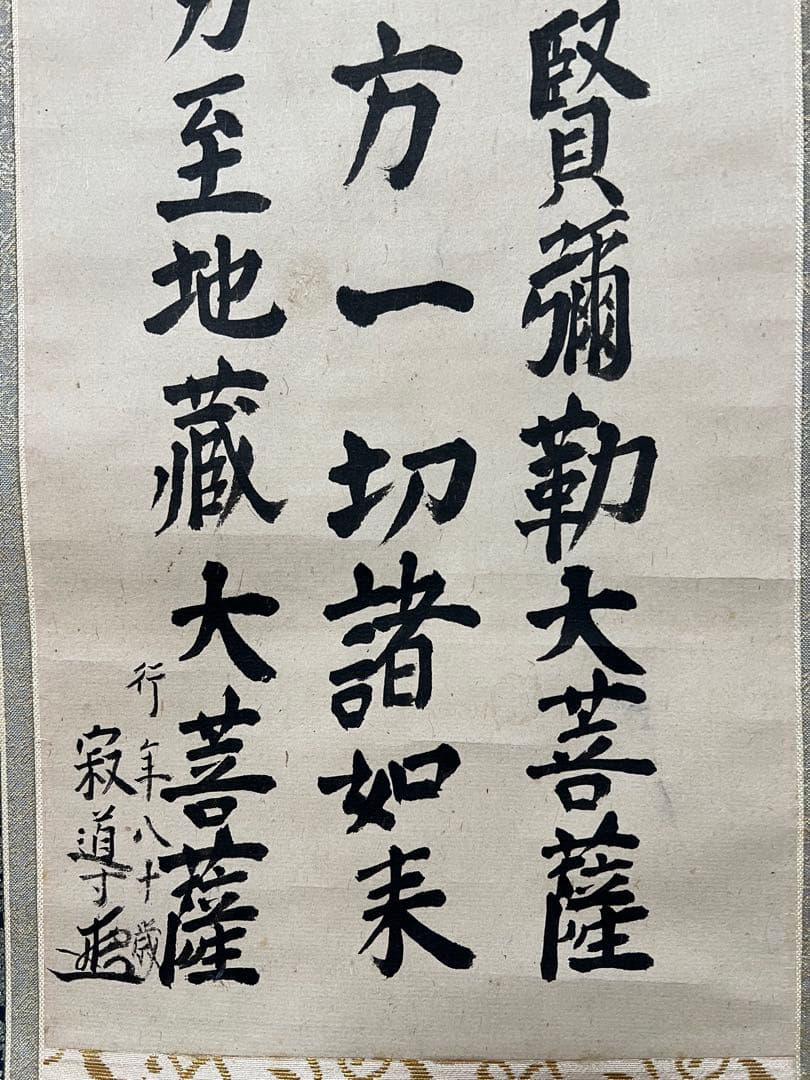 賢彌勒大菩薩
方一切諸如来
至地藏大菩薩
行年八十歳
寂導